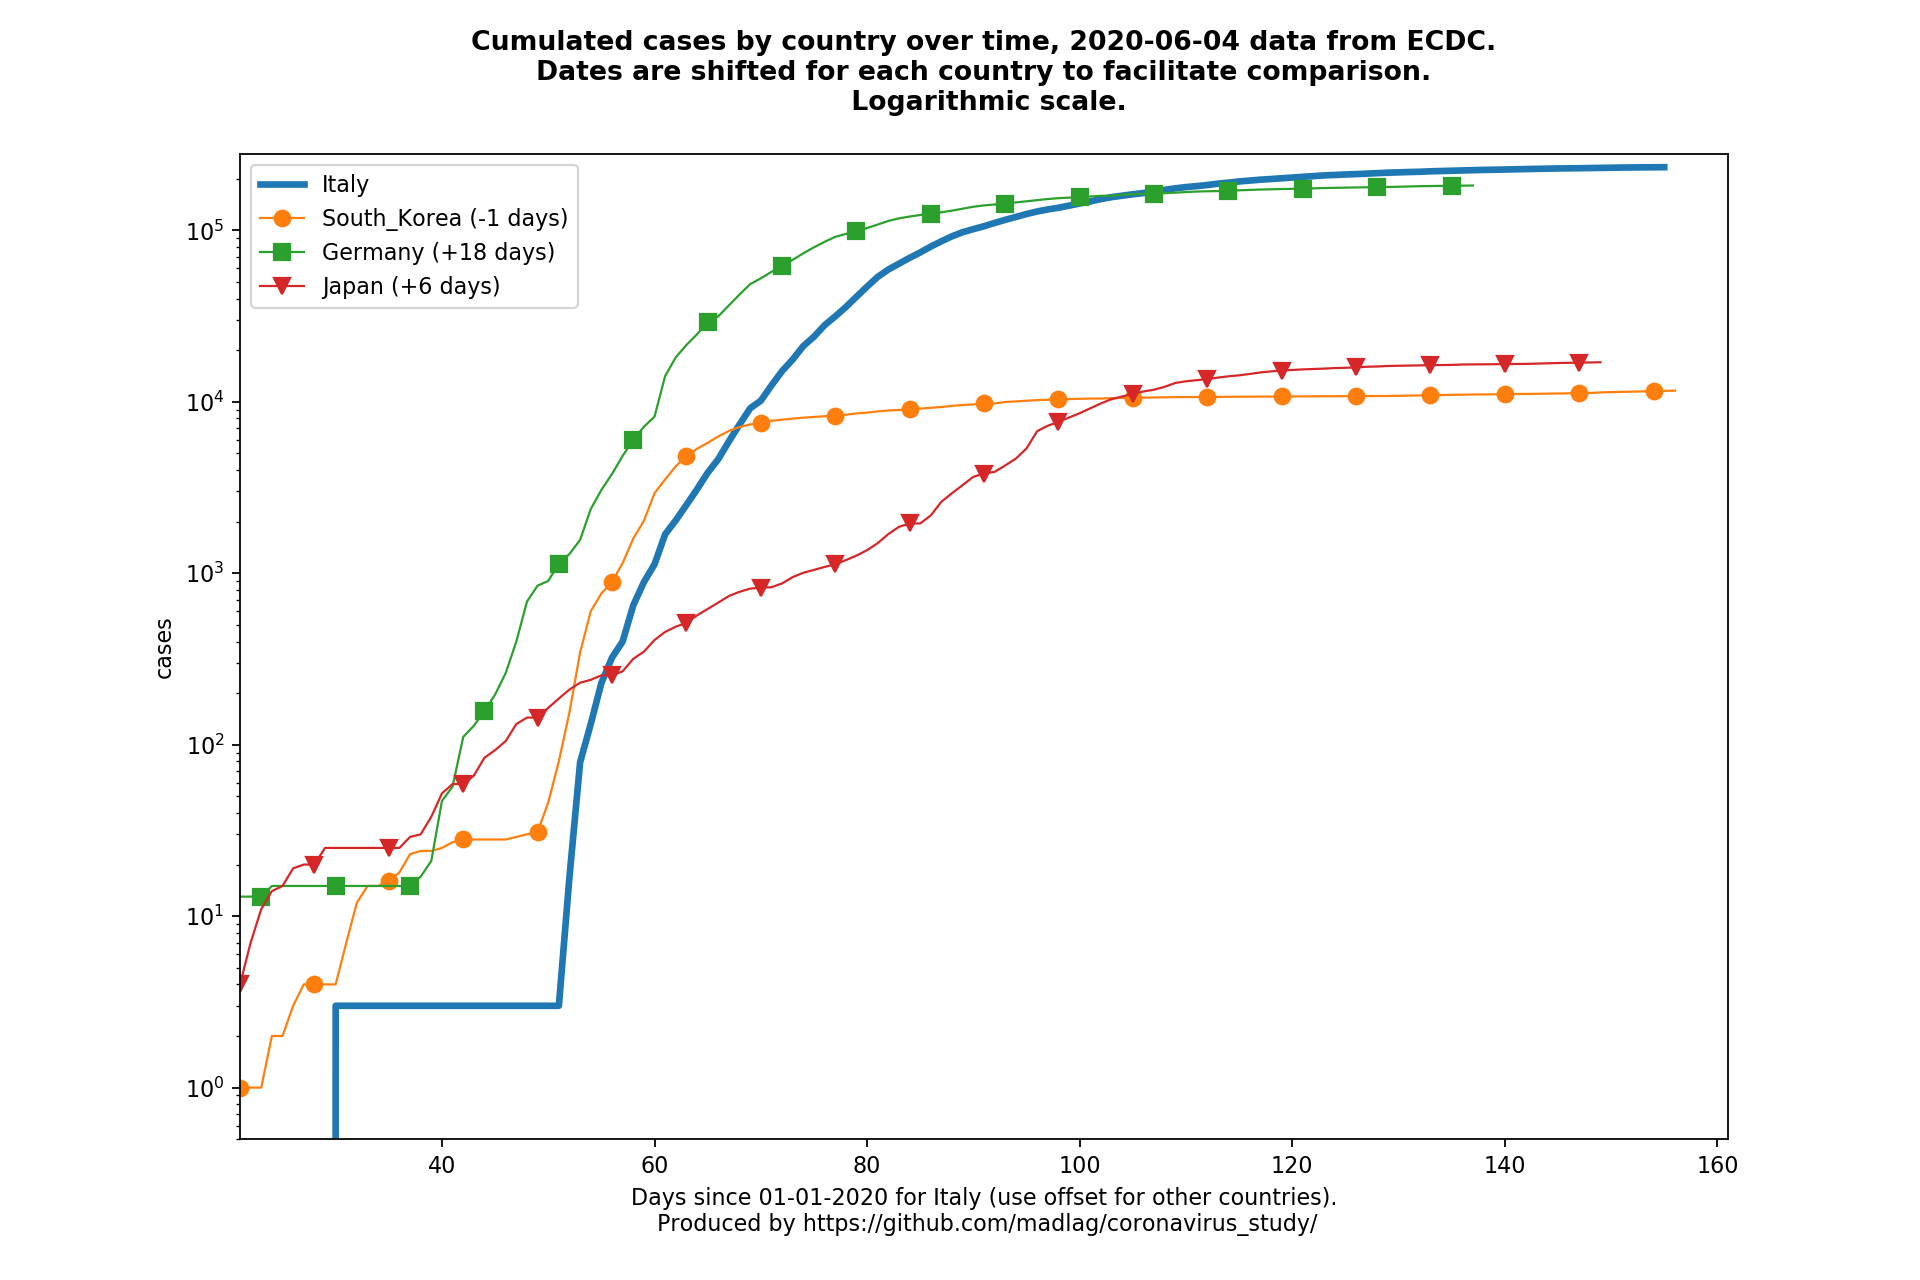 Cumulated cases by country over time, 2020-06-04 data from ECDC.
Dates are shifted for each country to facilitate comparison.
Logarithmic scale.
Italy
South_Korea (-1 days)
Germany (+18 days)
Japan (+6 days)
10^5
10^4
10^3
10^2
10^1
10^0
cases
40 60 80 100 120 140 160
Days since 01-01-2020 for Italy (use offset for other countries).
Produced by https://github.com/madlag/coronavirus_study/